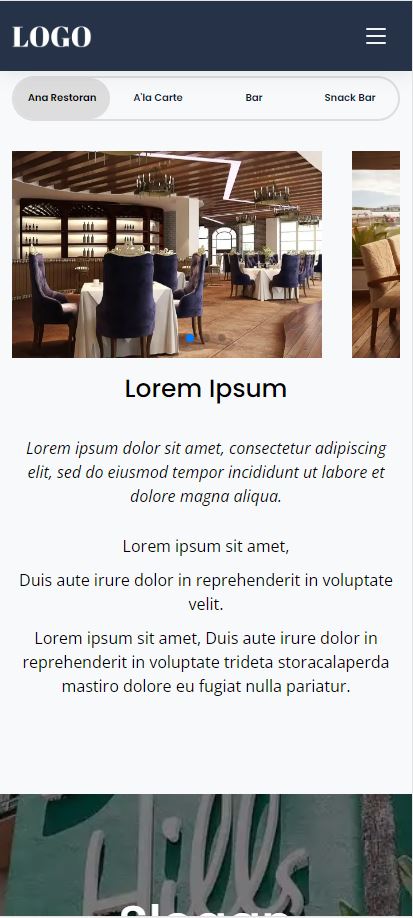 LOGO
Ana Restoran
A'la Carte
Bar
Snack Bar
Lorem Ipsum
Lorem ipsum dolor sit amet, consectetur adipiscing
elit, sed do eiusmod tempor incididunt ut labore et
dolore magna aliqua.
Lorem ipsum sit amet,
Duis aute irure dolor in reprehenderit in voluptate
velit.
Lorem ipsum sit amet, Duis aute irure dolor in
reprehenderit in voluptate trideta storacalaperda
mastiro dolore eu fugiat nulla pariatur.
Hills
Slogan